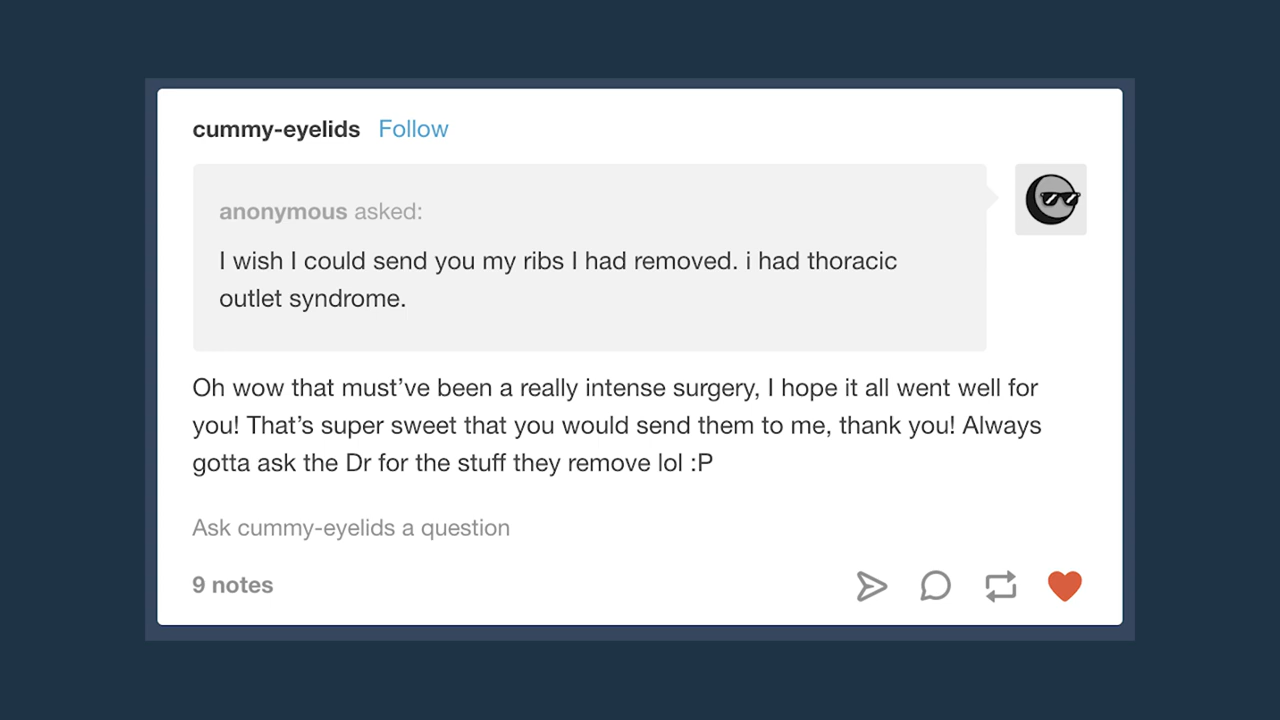 cummy-eyelids Follow
anonymous asked:
I wish I could send you my ribs I had removed. i had thoracic
outlet syndrome.
Oh wow that must’ve been a really intense surgery, I hope it all went well for
you! That’s super sweet that you would send them to me, thank you! Always
gotta ask the Dr for the stuff they remove lol :P
Ask cummy-eyelids a question
9 notes